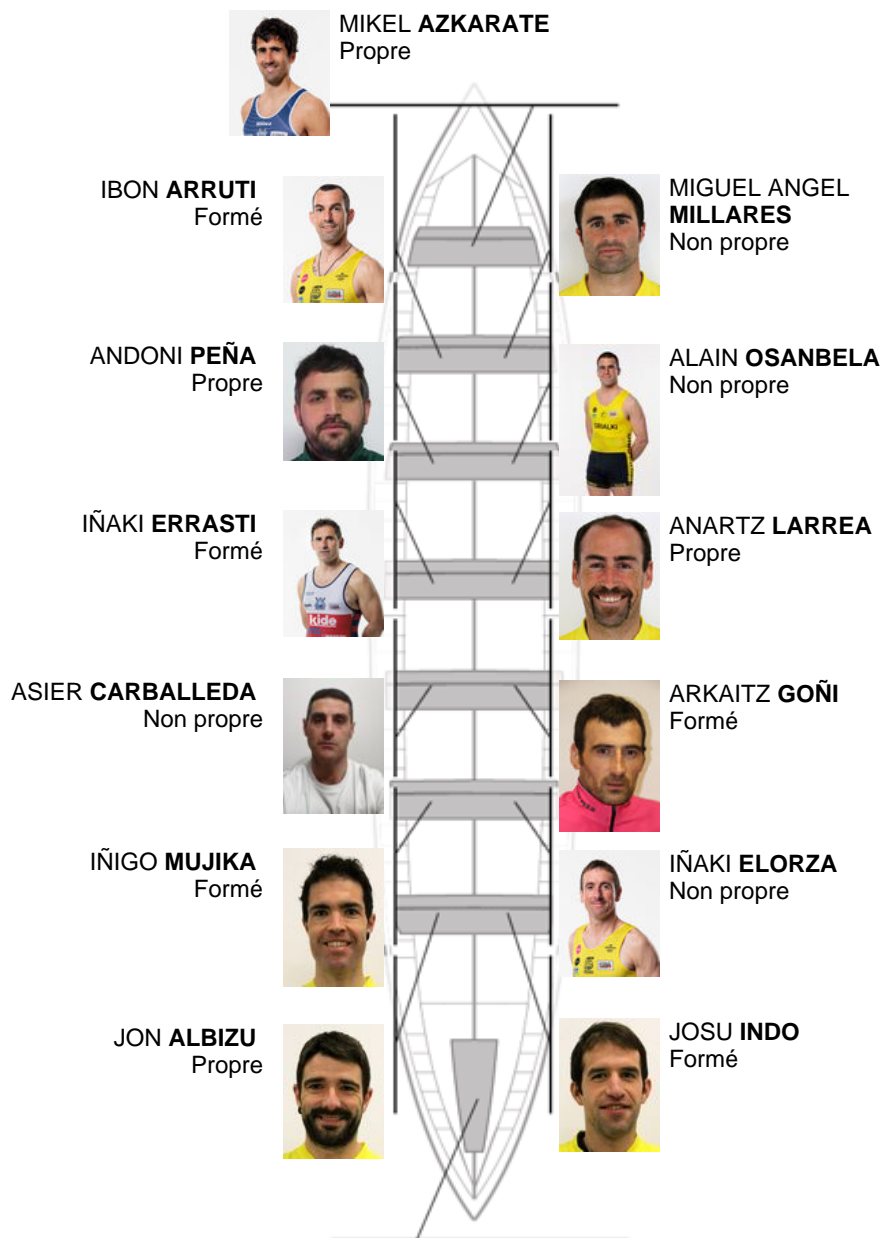 MIKEL AZKARATE
Propre
IBON ARRUTI
Formé
MIGUEL ANGEL
MILLARES
Non propre
ANDONI PEÑA
Propre
ALAIN OSANBELA
Non propre
IÑAKI ERRASTI
Formé
ANARTZ LARREA
Propre
kide
ASIER CARBALLEDA
Non propre
ARKAITZ GOÑI
Formé
IÑIGO MUJIKA
Formé
IÑAKI ELORZA
Non propre
JON ALBIZU
Propre
JOSU INDO
Formé